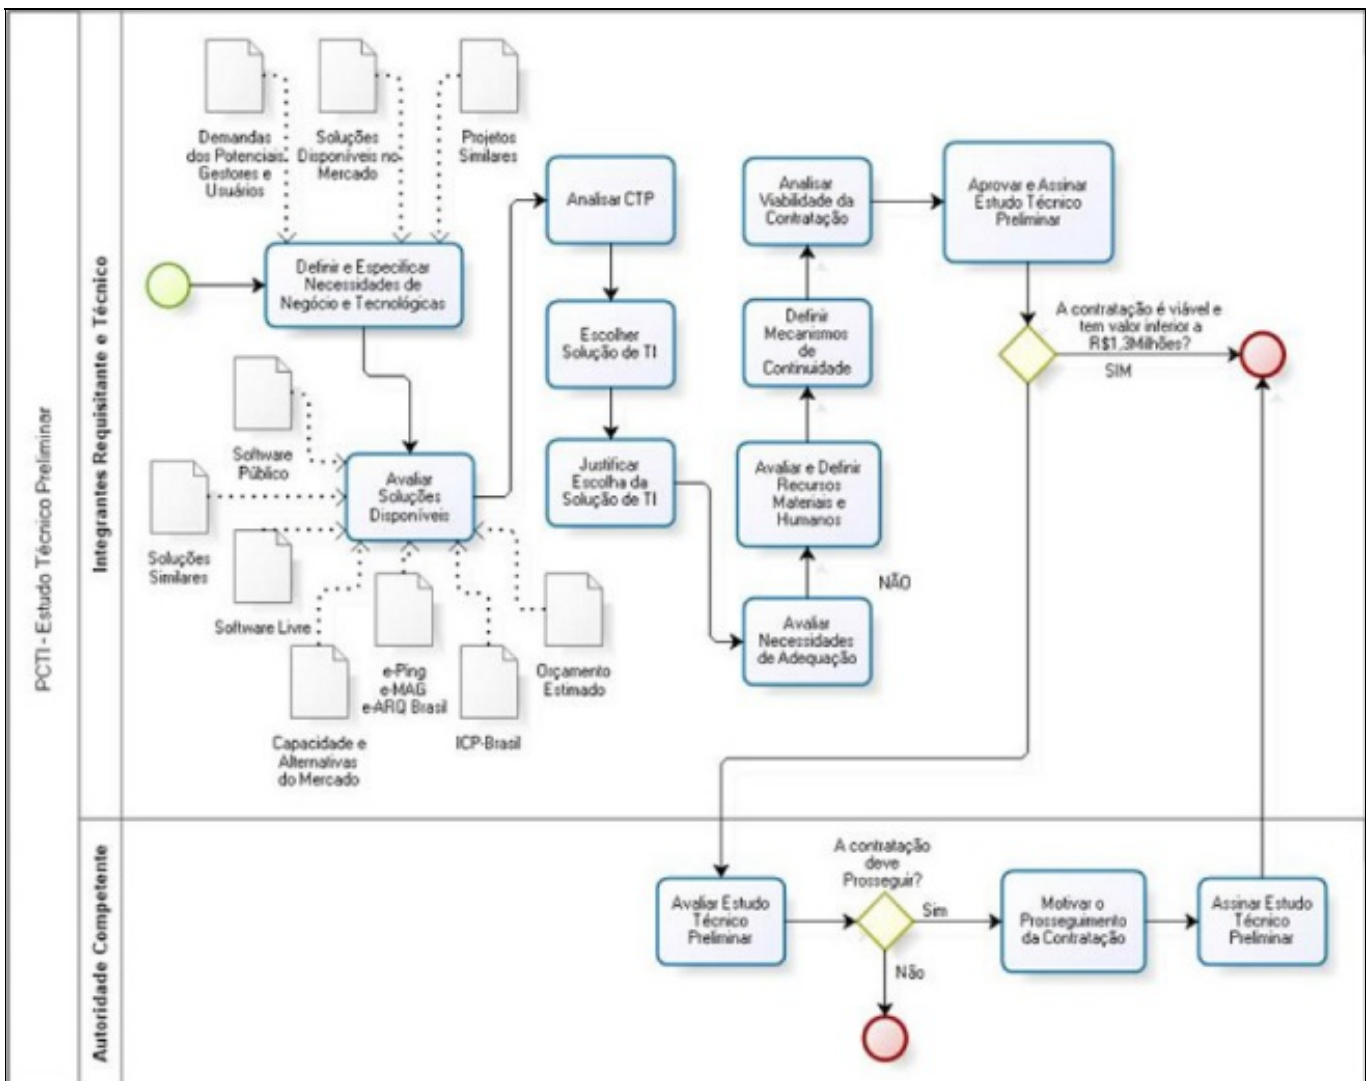 PCTI - Estudo Técnico Preliminar
Integrantes Requisitante e Técnico
Demandas
dos Potenciais
Gestores e
Usuários
Soluções
Disponíveis no
Mercado
Projetos
Similares
Definir e Especificar
Necessidades de
Negócio e Tecnológicas
Software
Público
Soluções
Similares
Software Livre
Avaliar
Soluções
Disponíveis
Capacidade e
Alternativas
do Mercado
e-Ping
e-MAG
e-ARQ Brasil
ICP-Brasil
Orçamento
Estimado
Analisar CTP
Escolher
Solução de TI
Justificar
Escolha da
Solução de TI
Avaliar
Necessidades
de Adequação
NÃO
Avaliar e Definir
Recursos
Materiais e
Humanos
Definir
Mecanismos
de
Continuidade
Analisar
Viabilidade da
Contratação
Aprovar e Assinar
Estudo Técnico
Preliminar
A contratação é viável e
tem valor inferior a
R$1,3Milhões?
SIM
Autoridade Competente
Avaliar Estudo
Técnico
Preliminar
A contratação
deve
Prosseguir?
Sim
Não
Motivar o
Prosseguimento
da Contratação
Assinar Estudo
Técnico
Preliminar